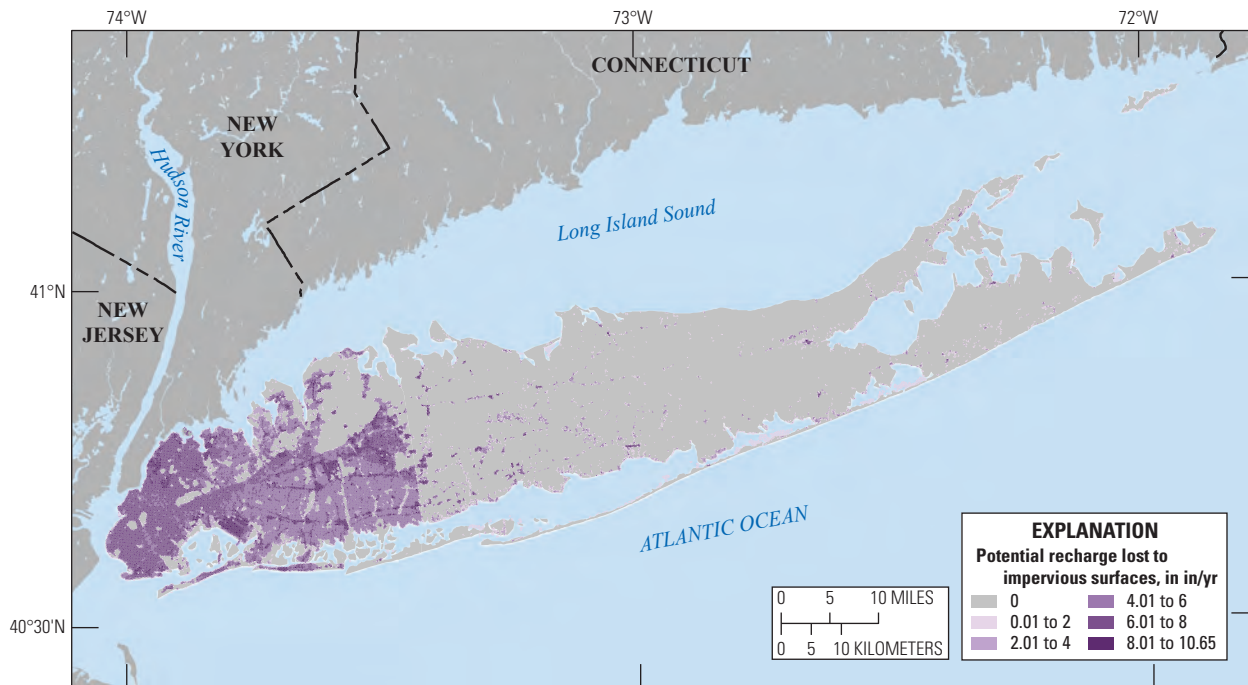 74°W
73°W
72°W
CONNECTICUT
NEW
YORK
Hudson River
Long Island Sound
41°N
NEW
JERSEY
ATLANTIC OCEAN
EXPLANATION
Potential recharge lost to
impervious surfaces, in in/yr
0
0.01 to 2
2.01 to 4
4.01 to 6
6.01 to 8
8.01 to 10.65
0 5 10 MILES
0 5 10 KILOMETERS
40°30'N